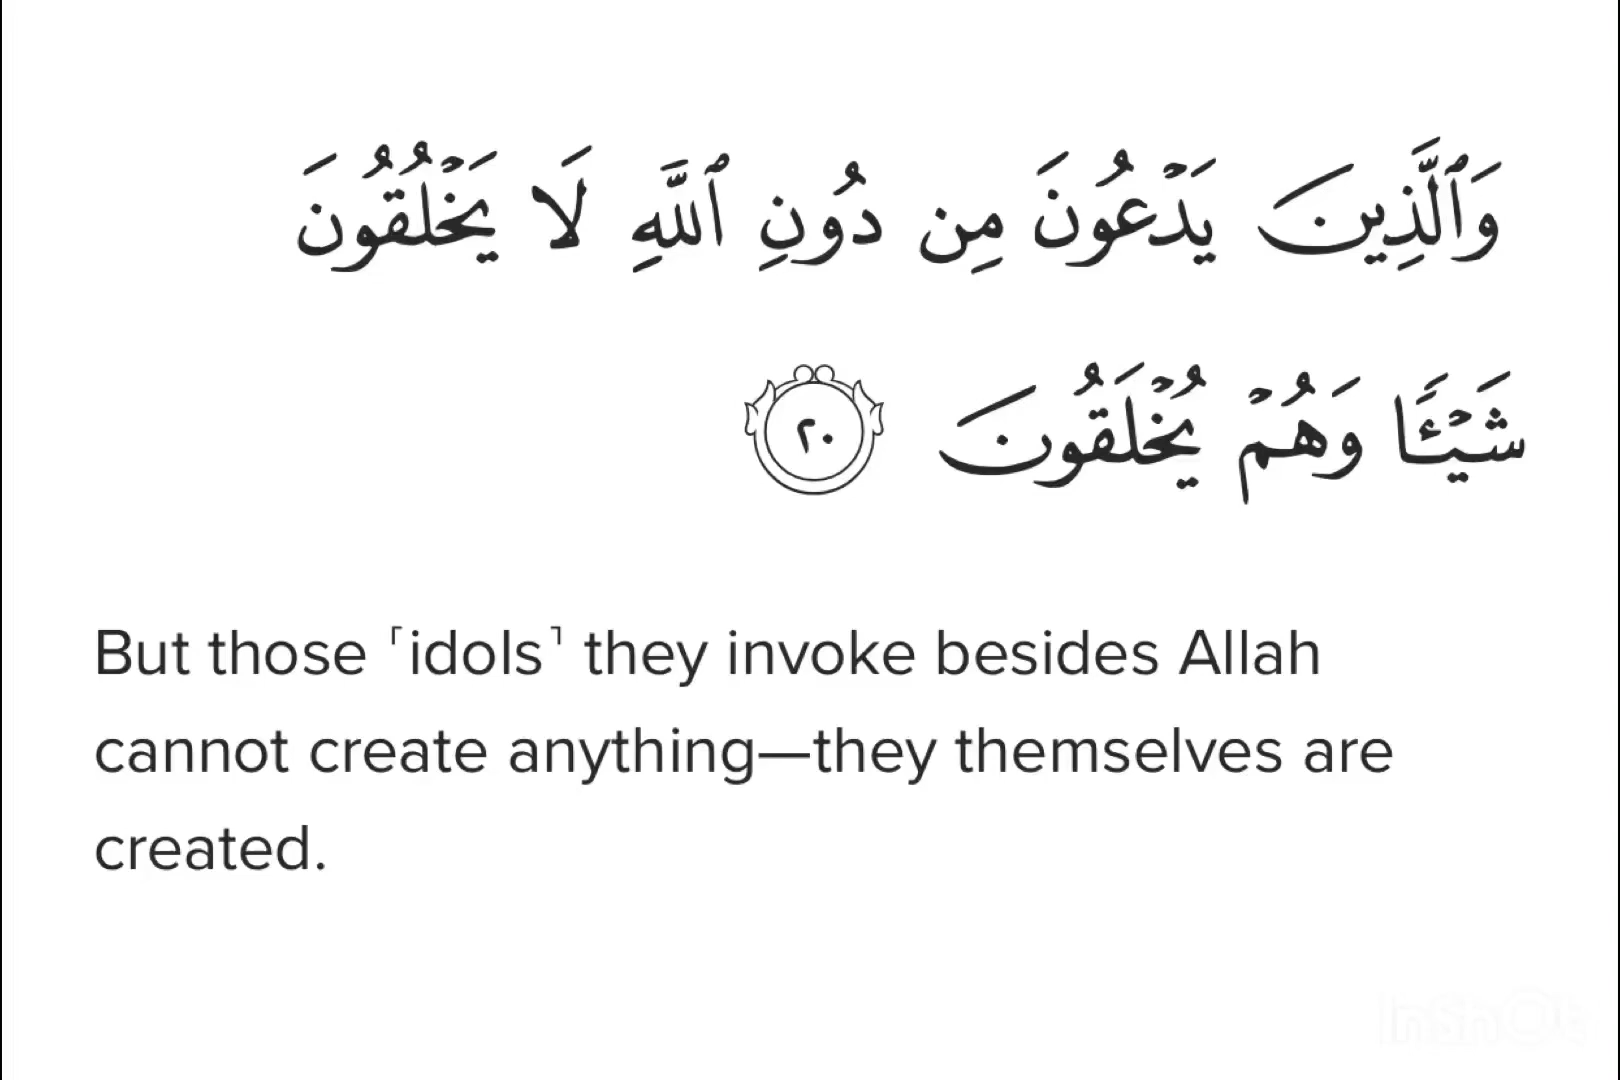 وَٱلَّذِينَ يَدْعُونَ مِن دُونِ ٱللَّهِ لَا يَخْلُقُونَ
شَيْـًٔا وَهُمْ يُخْلَقُونَ ٢٠
But those ˹idols˺ they invoke besides Allah
cannot create anything—they themselves are
created.
InShOt